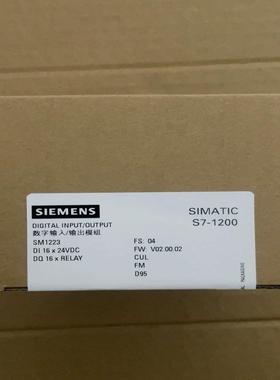 SIEMENS
SIMATIC
S7-1200
DIGITAL INPUT/OUTPUT
数字输入/输出模组
SM1223
DI 16 x 24VDC
DQ 16 x RELAY
FS: 04
FW: V02.00.02
CUL
FM
D95